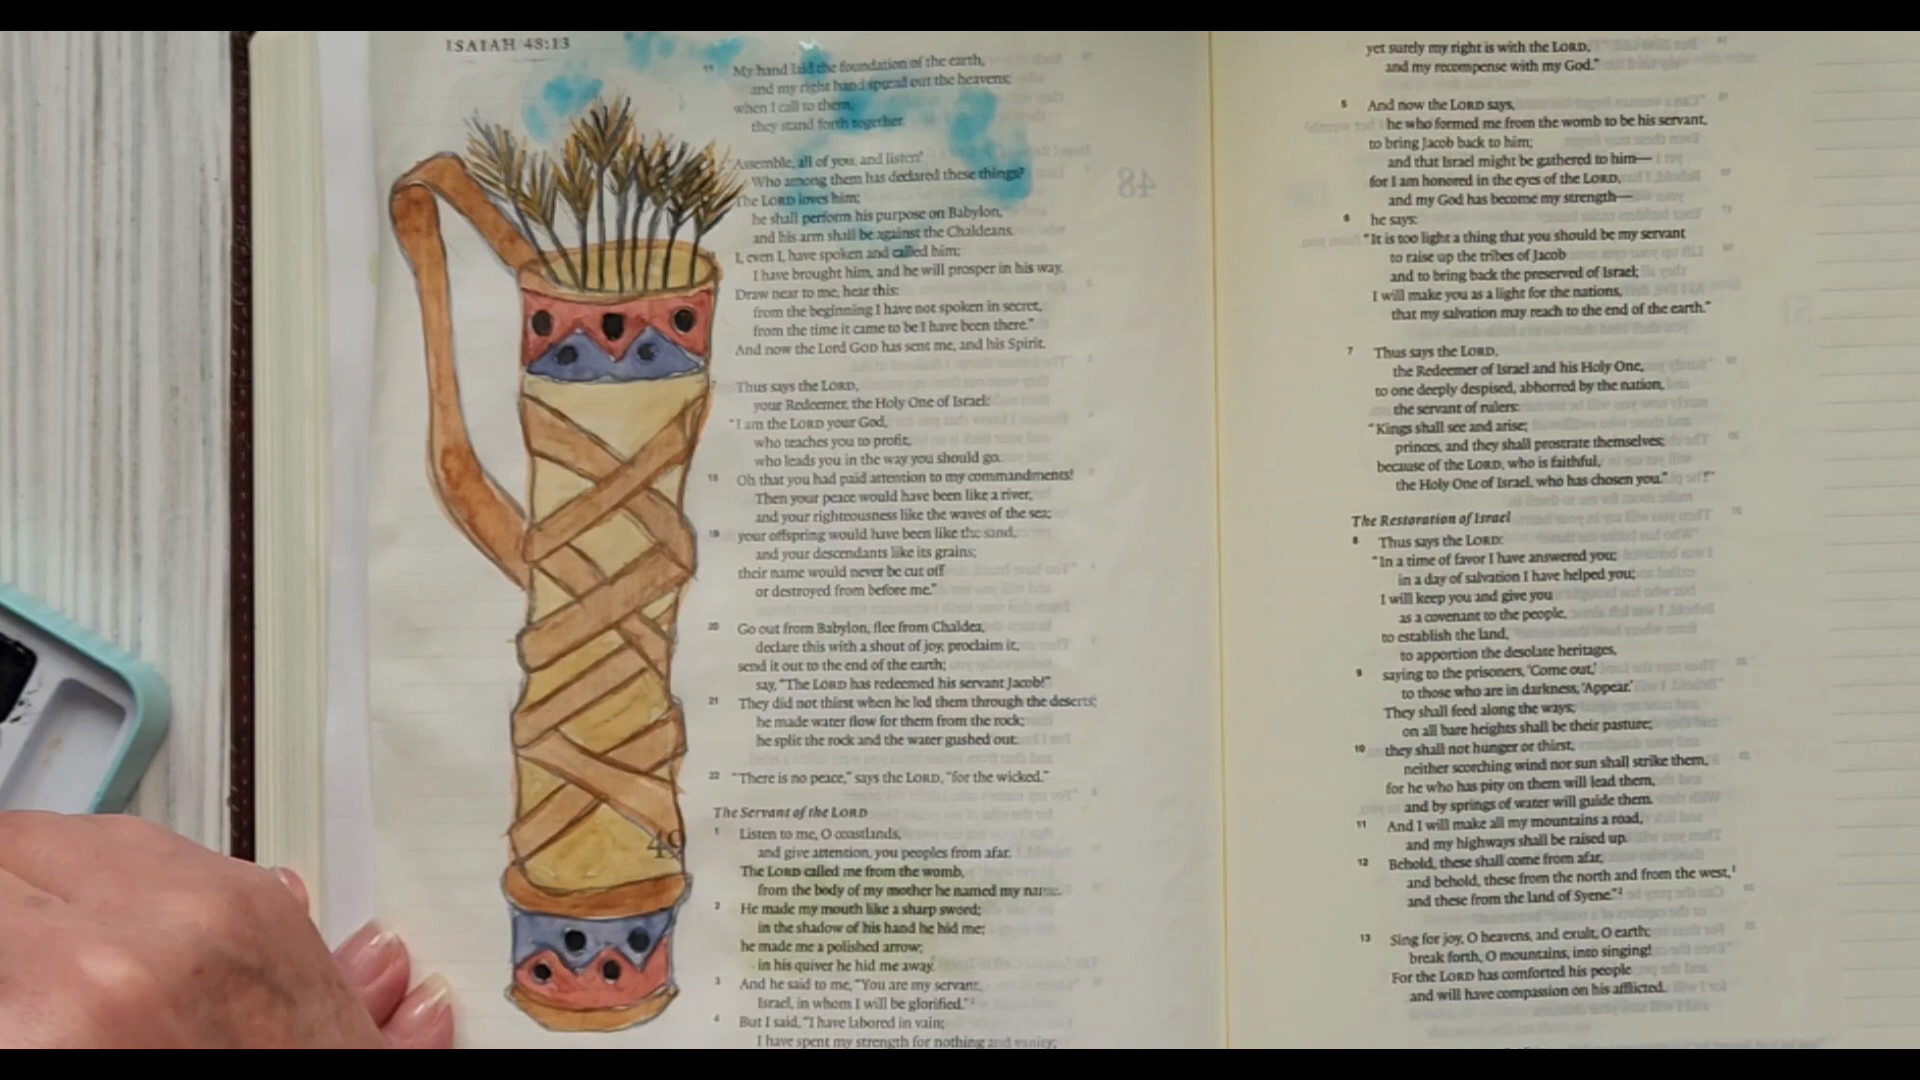 ISAIAH 48:13
13 My hand laid the foundation of the earth,
and my right hand spread out the heavens;
when I call to them,
they stand forth together.
"Assemble, all of you, and listen!
Who among them has declared these things?
The LORD loves him;
he shall perform his purpose on Babylon,
and his arm shall be against the Chaldeans.
I, even I, have spoken and called him;
I have brought him, and he will prosper in his way.
Draw near to me, hear this:
from the beginning I have not spoken in secret,
from the time it came to be I have been there."
And now the Lord GOD has sent me, and his Spirit.
Thus says the LORD,
your Redeemer, the Holy One of Israel:
"I am the LORD your God,
who teaches you to profit,
who leads you in the way you should go.
18 Oh that you had paid attention to my commandments!
Then your peace would have been like a river,
and your righteousness like the waves of the sea;
19 your offspring would have been like the sand,
and your descendants like its grains;
their name would never be cut off
or destroyed from before me."
20 Go out from Babylon, flee from Chaldea,
declare this with a shout of joy, proclaim it,
send it out to the end of the earth;
say, "The LORD has redeemed his servant Jacob!"
21 They did not thirst when he led them through the deserts;
he made water flow for them from the rock;
he split the rock and the water gushed out.
22 "There is no peace," says the LORD, "for the wicked."
The Servant of the LORD
49
1 Listen to me, O coastlands,
and give attention, you peoples from afar.
The LORD called me from the womb,
from the body of my mother he named my name.
2 He made my mouth like a sharp sword;
in the shadow of his hand he hid me;
he made me a polished arrow;
in his quiver he hid me away.
3 And he said to me, "You are my servant,
Israel, in whom I will be glorified."1
4 But I said, "I have labored in vain;
I have spent my strength for nothing and vanity;
yet surely my right is with the LORD,
and my recompense with my God."
5 And now the LORD says,
he who formed me from the womb to be his servant,
to bring Jacob back to him;
and that Israel might be gathered to him—
for I am honored in the eyes of the LORD,
and my God has become my strength—
6 he says:
"It is too light a thing that you should be my servant
to raise up the tribes of Jacob
and to bring back the preserved of Israel;
I will make you as a light for the nations,
that my salvation may reach to the end of the earth."
7 Thus says the LORD,
the Redeemer of Israel and his Holy One,
to one deeply despised, abhorred by the nation,
the servant of rulers:
"Kings shall see and arise;
princes, and they shall prostrate themselves;
because of the LORD, who is faithful,
the Holy One of Israel, who has chosen you."
The Restoration of Israel
8 Thus says the LORD:
"In a time of favor I have answered you;
in a day of salvation I have helped you;
I will keep you and give you
as a covenant to the people,
to establish the land,
to apportion the desolate heritages,
9 saying to the prisoners, 'Come out,'
to those who are in darkness, 'Appear.'
They shall feed along the ways;
on all bare heights shall be their pasture;
10 they shall not hunger or thirst,
neither scorching wind nor sun shall strike them,
for he who has pity on them will lead them,
and by springs of water will guide them.
11 And I will make all my mountains a road,
and my highways shall be raised up.
12 Behold, these shall come from afar,
and behold, these from the north and from the west,1
and these from the land of Syene."2
13 Sing for joy, O heavens, and exult, O earth;
break forth, O mountains, into singing!
For the LORD has comforted his people
and will have compassion on his afflicted.